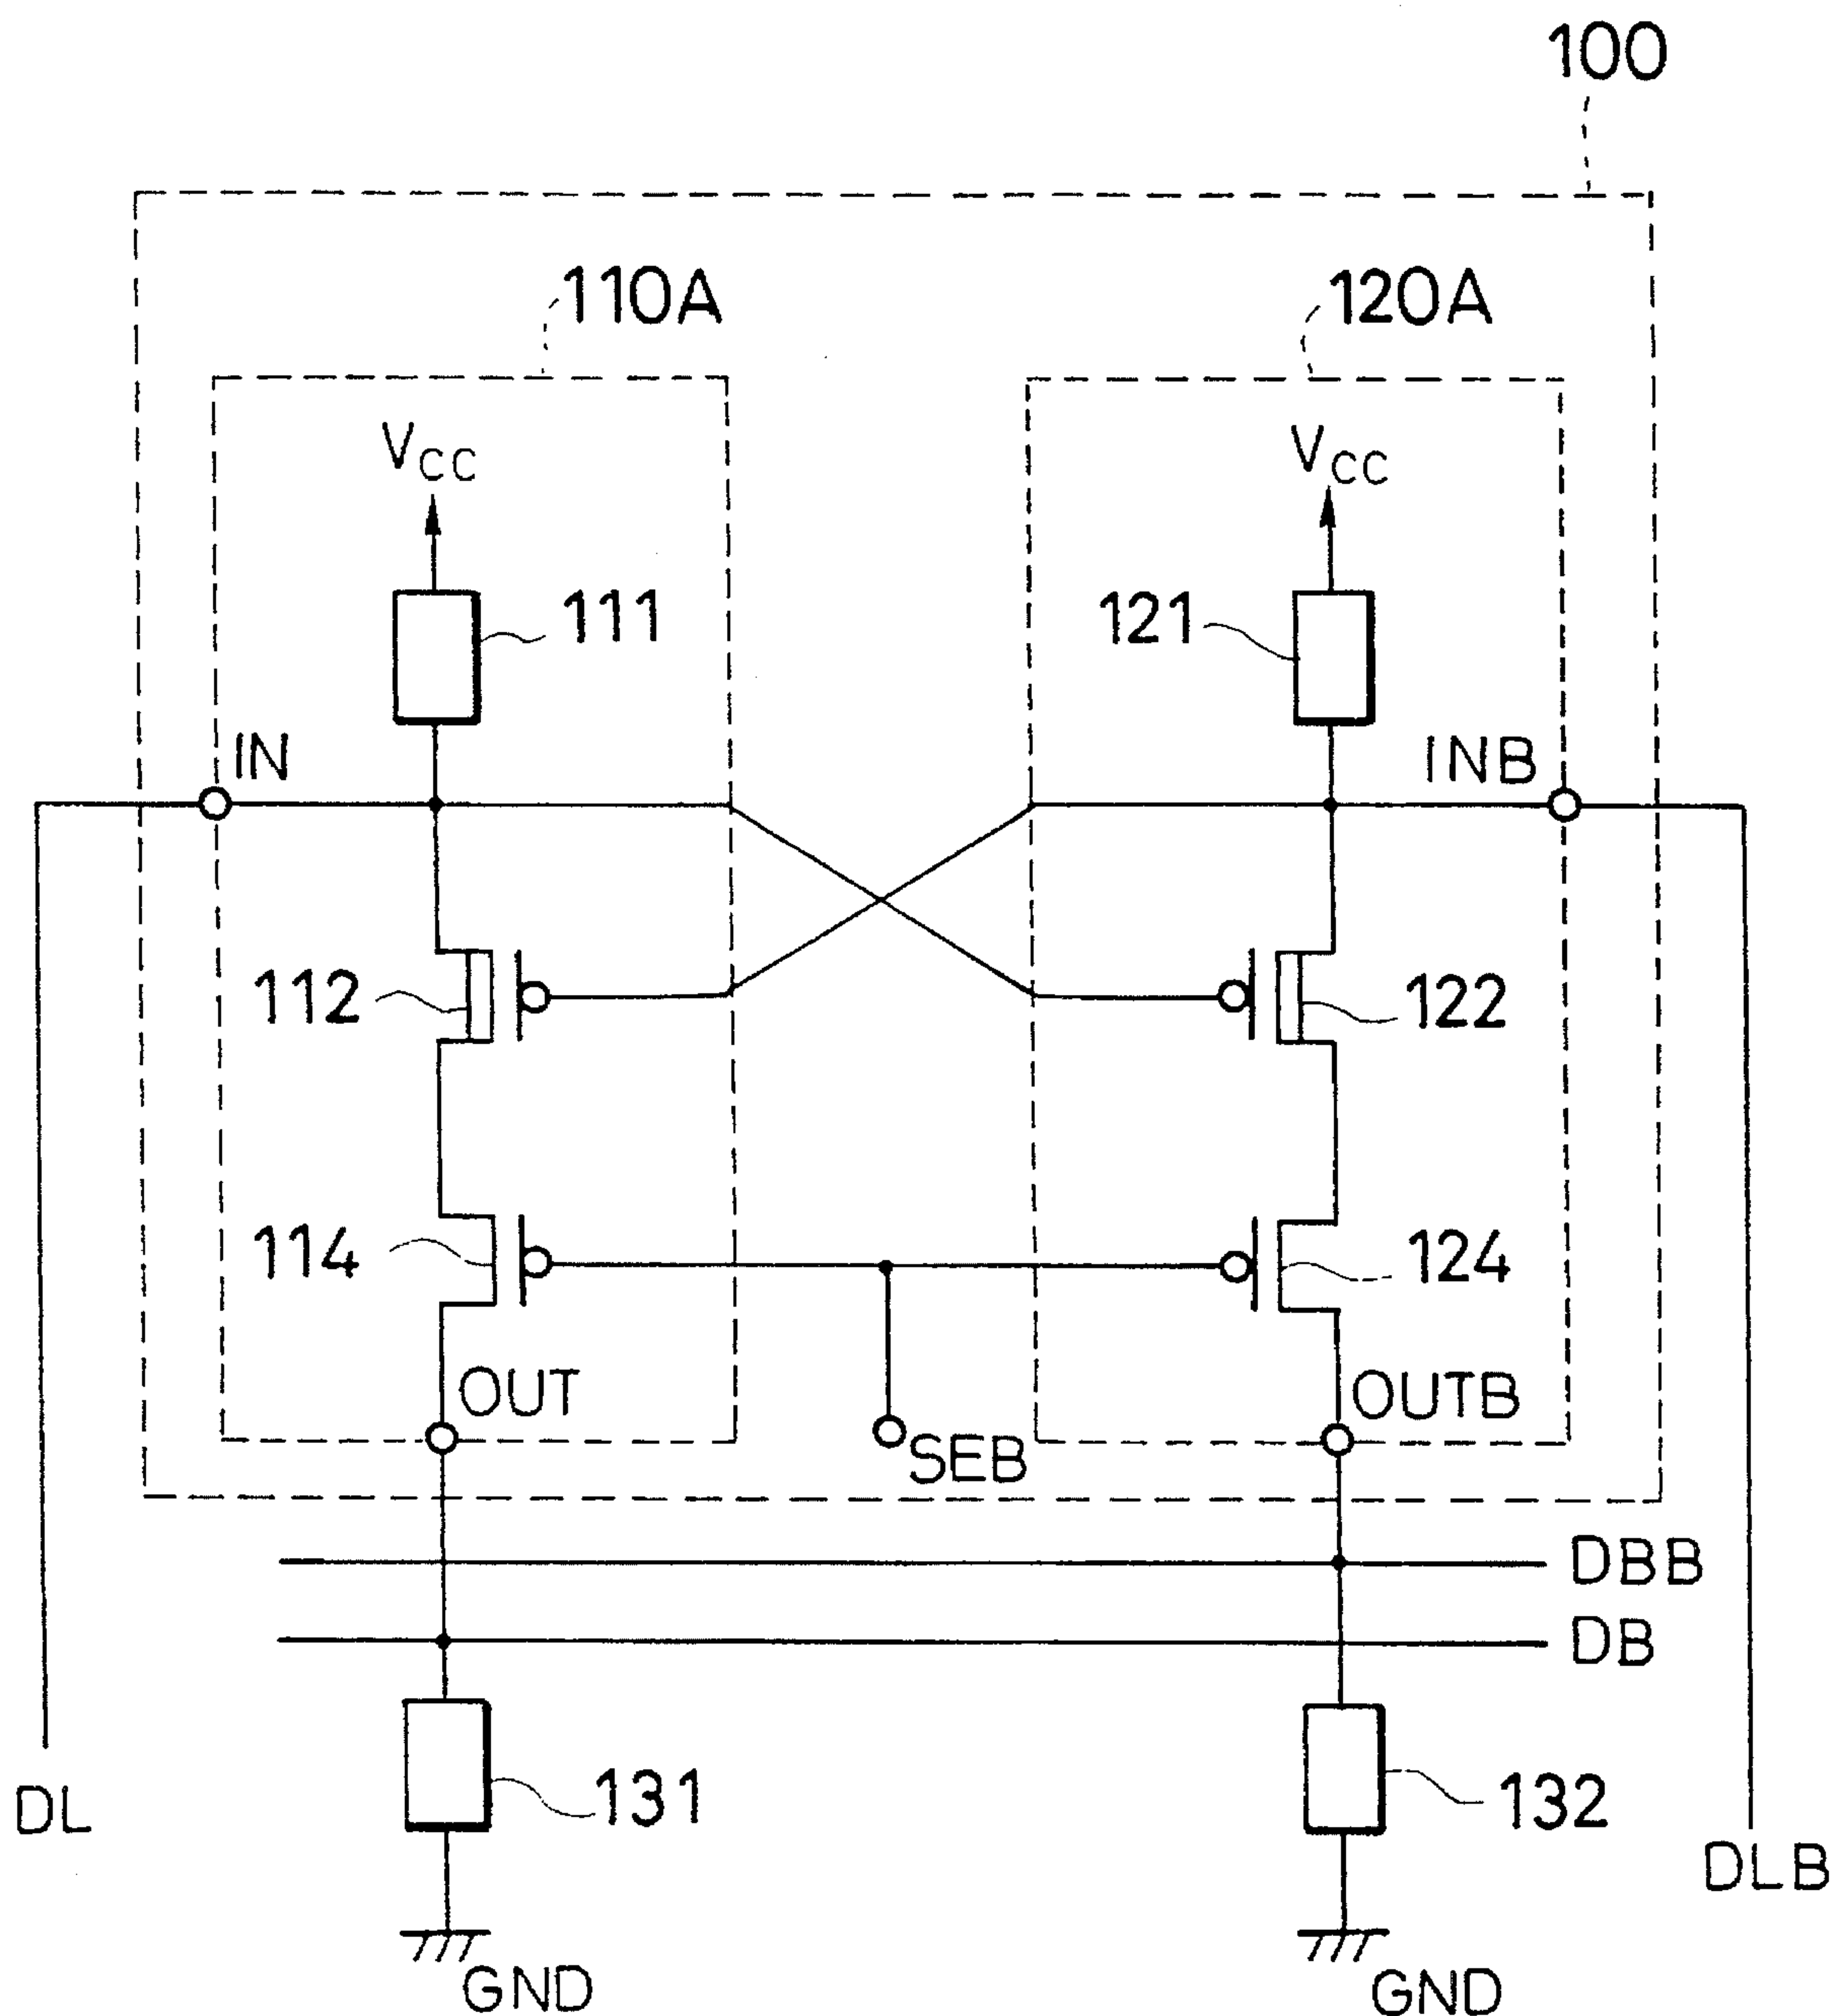 100
110A
120A
VCC
VCC
111
121
IN
INB
112
122
114
124
OUT
OUTB
SEB
DBB
DB
131
132
DL
DLB
GND
GND